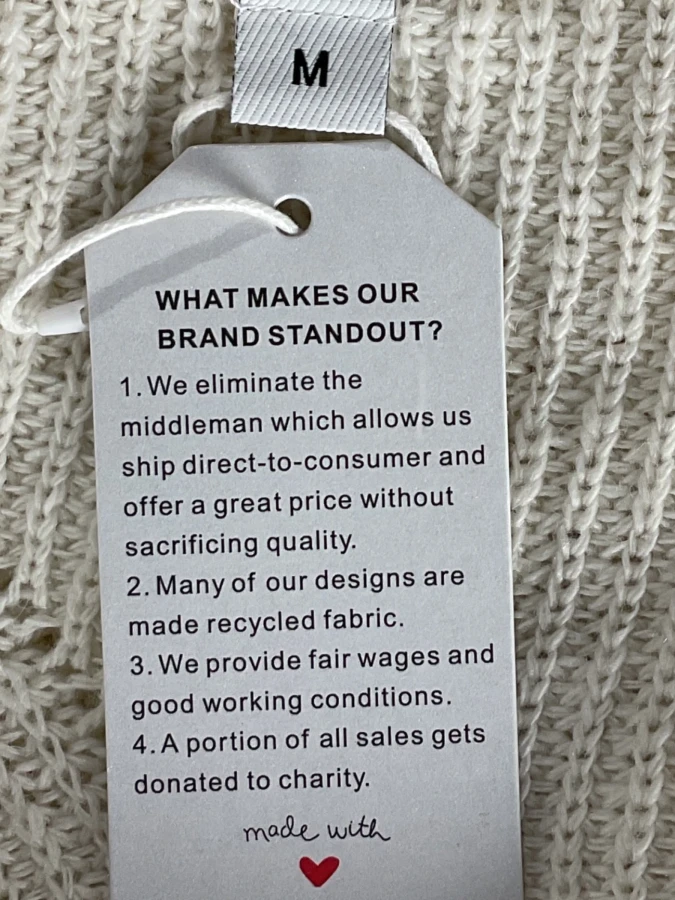 M
WHAT MAKES OUR
BRAND STANDOUT?
1. We eliminate the
middleman which allows us
ship direct-to-consumer and
offer a great price without
sacrificing quality.
2. Many of our designs are
made recycled fabric.
3. We provide fair wages and
good working conditions.
4. A portion of all sales gets
donated to charity.
made with